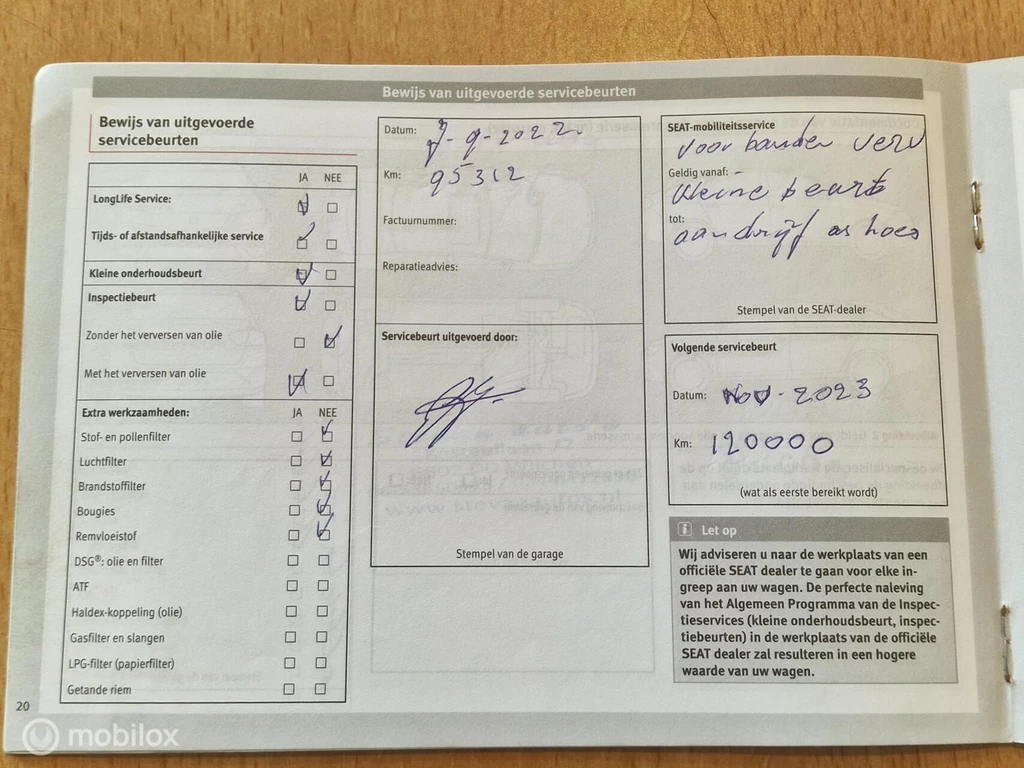 Bewijs van uitgevoerde servicebeurten
Bewijs van uitgevoerde
servicebeurten
JA NEE
LongLife Service:
Tijds- of afstandsafhankelijke service
Kleine onderhoudsbeurt
Inspectiebeurt
Zonder het verversen van olie
Met het verversen van olie
Extra werkzaamheden: JA NEE
Stof- en pollenfilter
Luchtfilter
Brandstoffilter
Bougies
Remvloeistof
DSG®: olie en filter
ATF
Haldex-koppeling (olie)
Gasfilter en slangen
LPG-filter (papierfilter)
Getande riem
Datum: 7-9-2022.
Km: 95312
Factuurnummer:
Reparatieadvies:
Servicebeurt uitgevoerd door:
Stempel van de garage
SEAT-mobiliteitsservice
voor banden verv
Geldig vanaf:
Kleine beurt
tot:
aandrijf as hoes
Stempel van de SEAT-dealer
Volgende servicebeurt
Datum: Nov - 2023
Km: 120000
(wat als eerste bereikt wordt)
i Let op
Wij adviseren u naar de werkplaats van een
officiële SEAT dealer te gaan voor elke in-
greep aan uw wagen. De perfecte naleving
van het Algemeen Programma van de Inspec-
tieservices (kleine onderhoudsbeurt, inspec-
tiebeurten) in de werkplaats van de officiële
SEAT dealer zal resulteren in een hogere
waarde van uw wagen.
20
mobilox